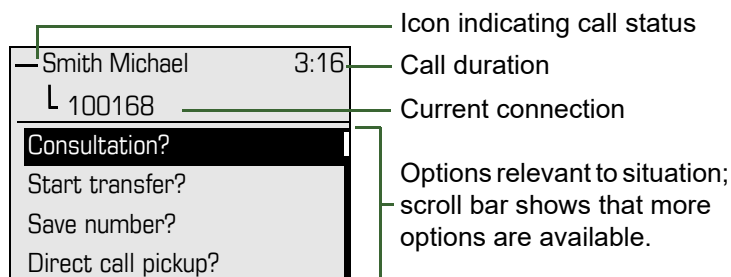 Icon indicating call status
Smith Michael 3:16
Call duration
100168
Current connection
Consultation?
Start transfer?
Save number?
Direct call pickup?
Options relevant to situation;
scroll bar shows that more
options are available.